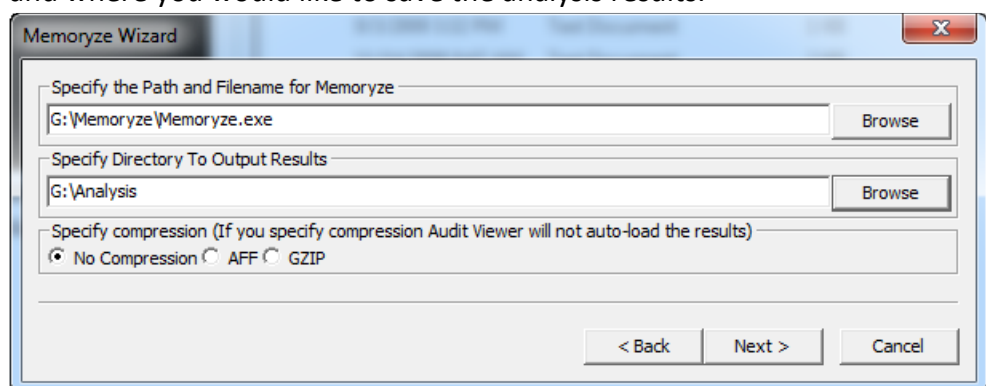 and where you would like to save the analysis results.
Memoryze Wizard
Specify the Path and Filename for Memoryze
G:\Memoryze\Memoryze.exe
Browse
Specify Directory To Output Results
G:\Analysis
Browse
Specify compression (If you specify compression Audit Viewer will not auto-load the results)
No Compression AFF GZIP
< Back Next > Cancel